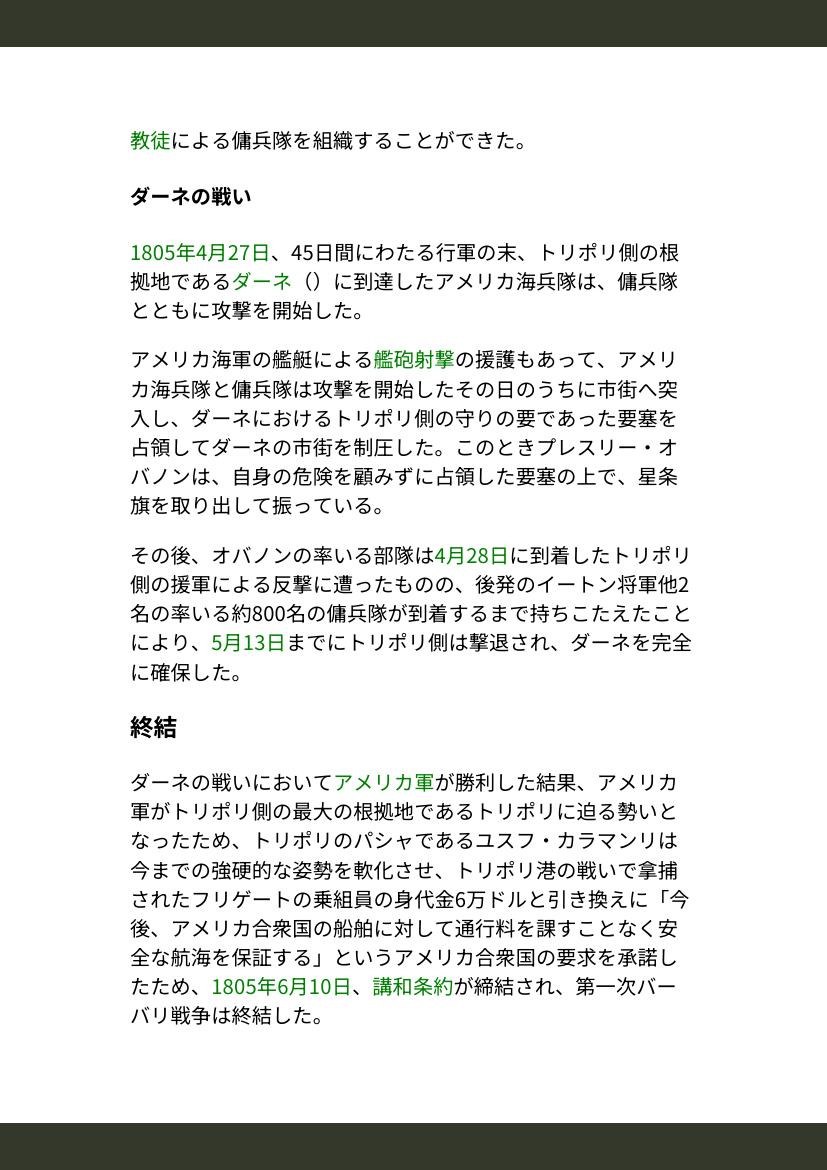 教徒による傭兵隊を組織することができた。
ダーネの戦い
1805年4月27日、45日間にわたる行軍の末、トリポリ側の根
拠地であるダーネ（）に到達したアメリカ海兵隊は、傭兵隊
とともに攻撃を開始した。
アメリカ海軍の艦艇による艦砲射撃の援護もあって、アメリ
カ海兵隊と傭兵隊は攻撃を開始したその日のうちに市街へ突
入し、ダーネにおけるトリポリ側の守りの要であった要塞を
占領してダーネの市街を制圧した。このときプレスリー・オ
バノンは、自身の危険を顧みずに占領した要塞の上で、星条
旗を取り出して振っている。
その後、オバノンの率いる部隊は4月28日に到着したトリポリ
側の援軍による反撃に遭ったものの、後発のイートン将軍他2
名の率いる約800名の傭兵隊が到着するまで持ちこたえたこと
により、5月13日までにトリポリ側は撃退され、ダーネを完全
に確保した。
終結
ダーネの戦いにおいてアメリカ軍が勝利した結果、アメリカ
軍がトリポリ側の最大の根拠地であるトリポリに迫る勢いと
なったため、トリポリのパシャであるユスフ・カラマンリは
今までの強硬的な姿勢を軟化させ、トリポリ港の戦いで拿捕
されたフリゲートの乗組員の身代金6万ドルと引き換えに「今
後、アメリカ合衆国の船舶に対して通行料を課すことなく安
全な航海を保証する」というアメリカ合衆国の要求を承諾し
たため、1805年6月10日、講和条約が締結され、第一次バー
バリ戦争は終結した。